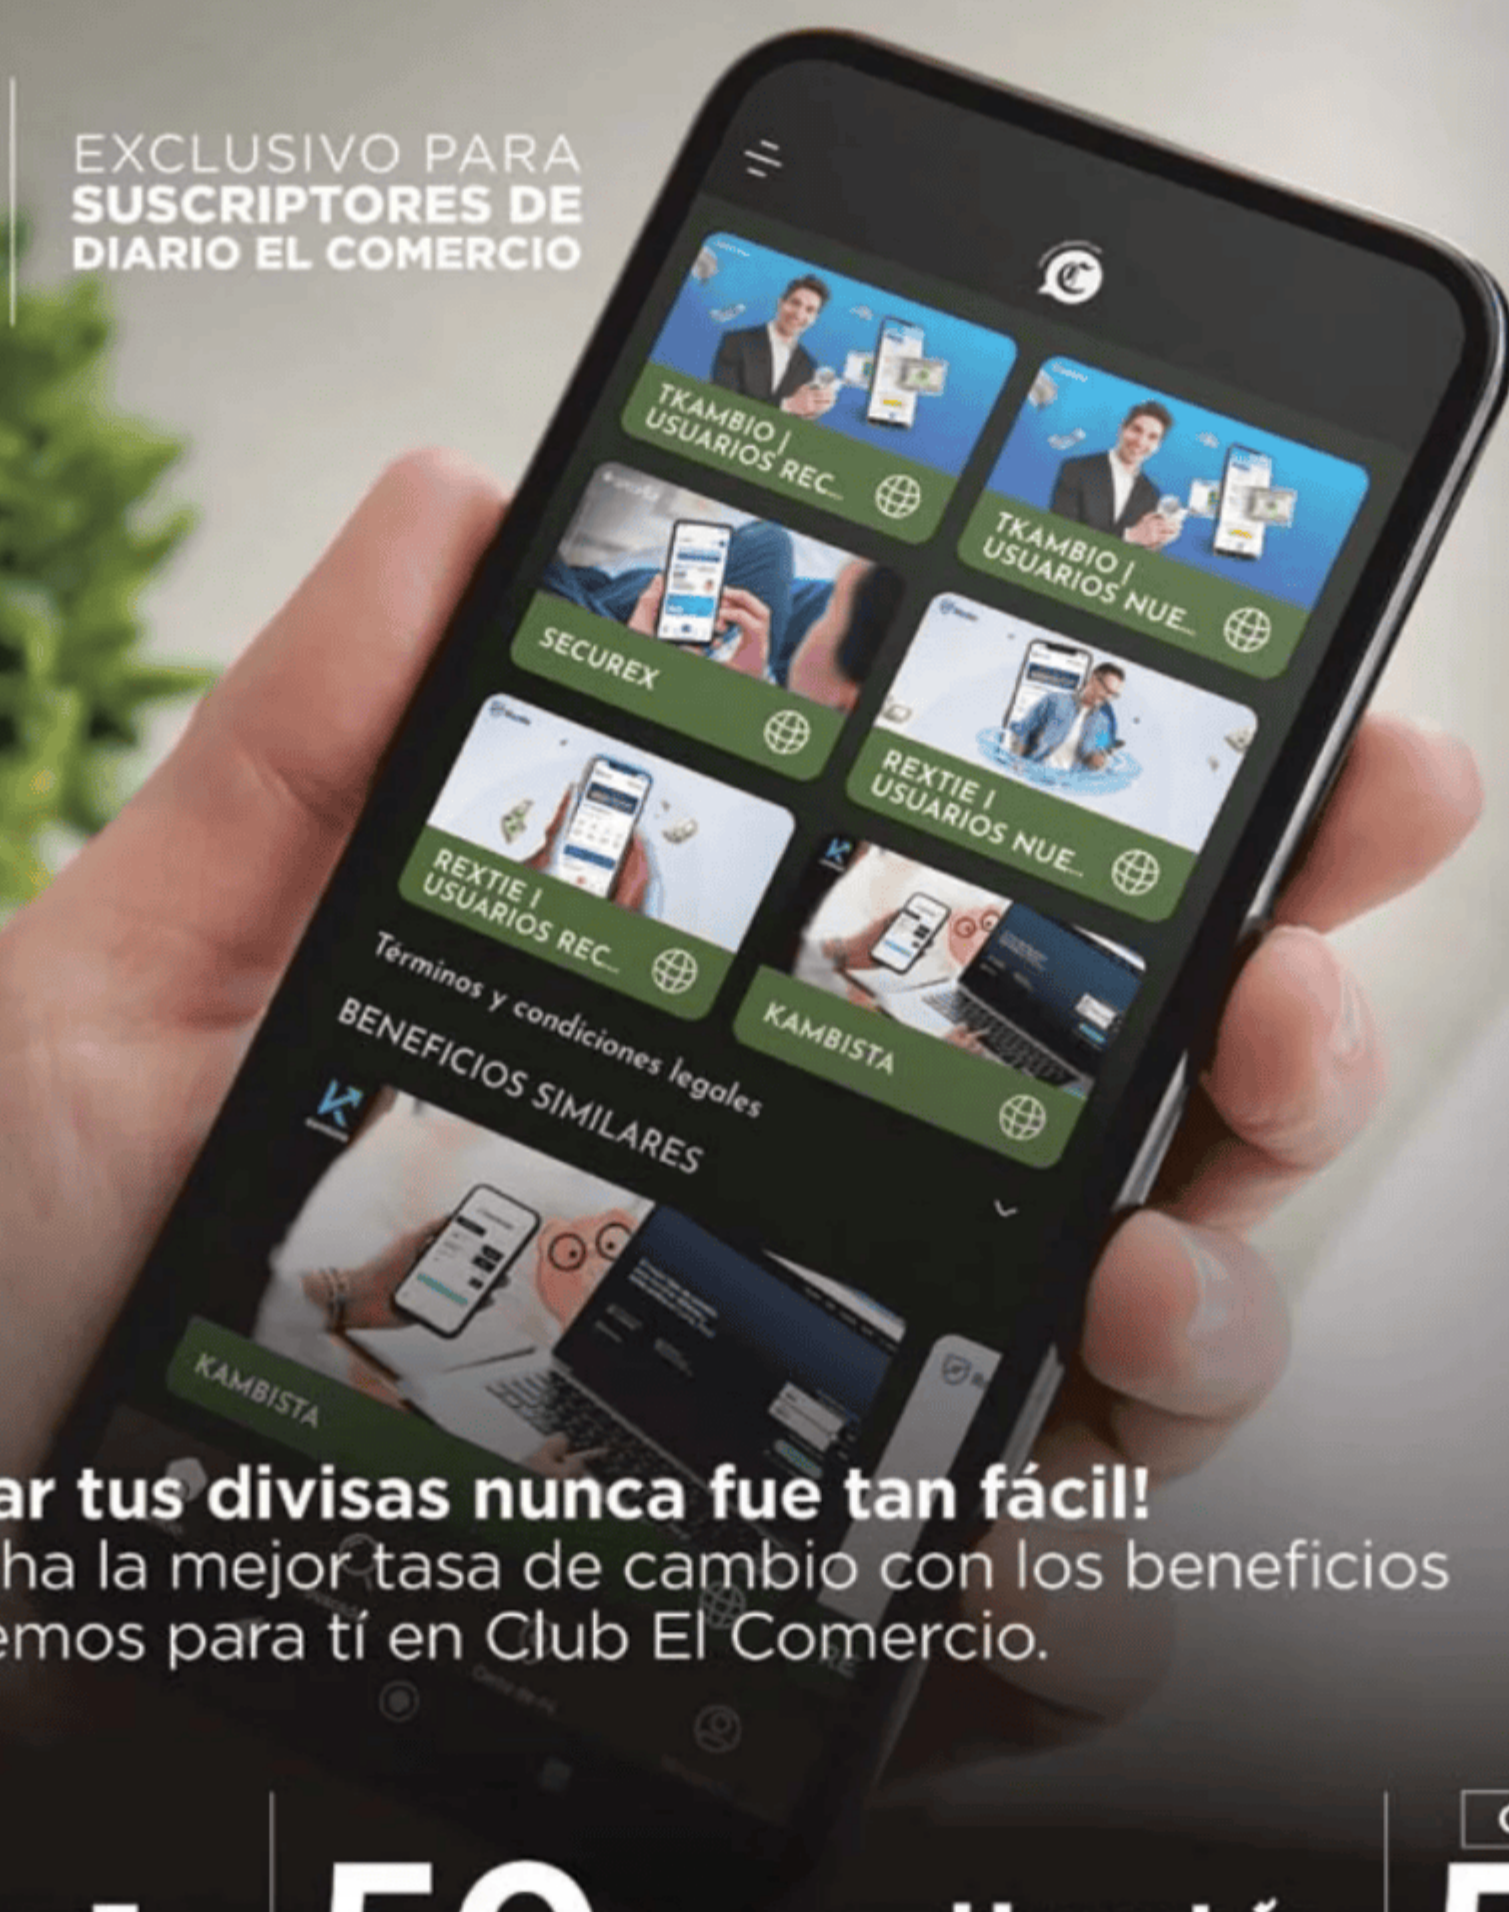 EXCLUSIVO PARA
SUSCRIPTORES DE
DIARIO EL COMERCIO
TKAMBIO |
USUARIOS REC...
TKAMBIO |
USUARIOS NUE...
SECUREX
REXTIE |
USUARIOS NUE...
REXTIE |
USUARIOS REC...
KAMBISTA
Términos y condiciones legales
BENEFICIOS SIMILARES
KAMBISTA
ar tus divisas nunca fue tan fácil!
ha la mejor tasa de cambio con los beneficios
emos para tí en Club El Comercio.